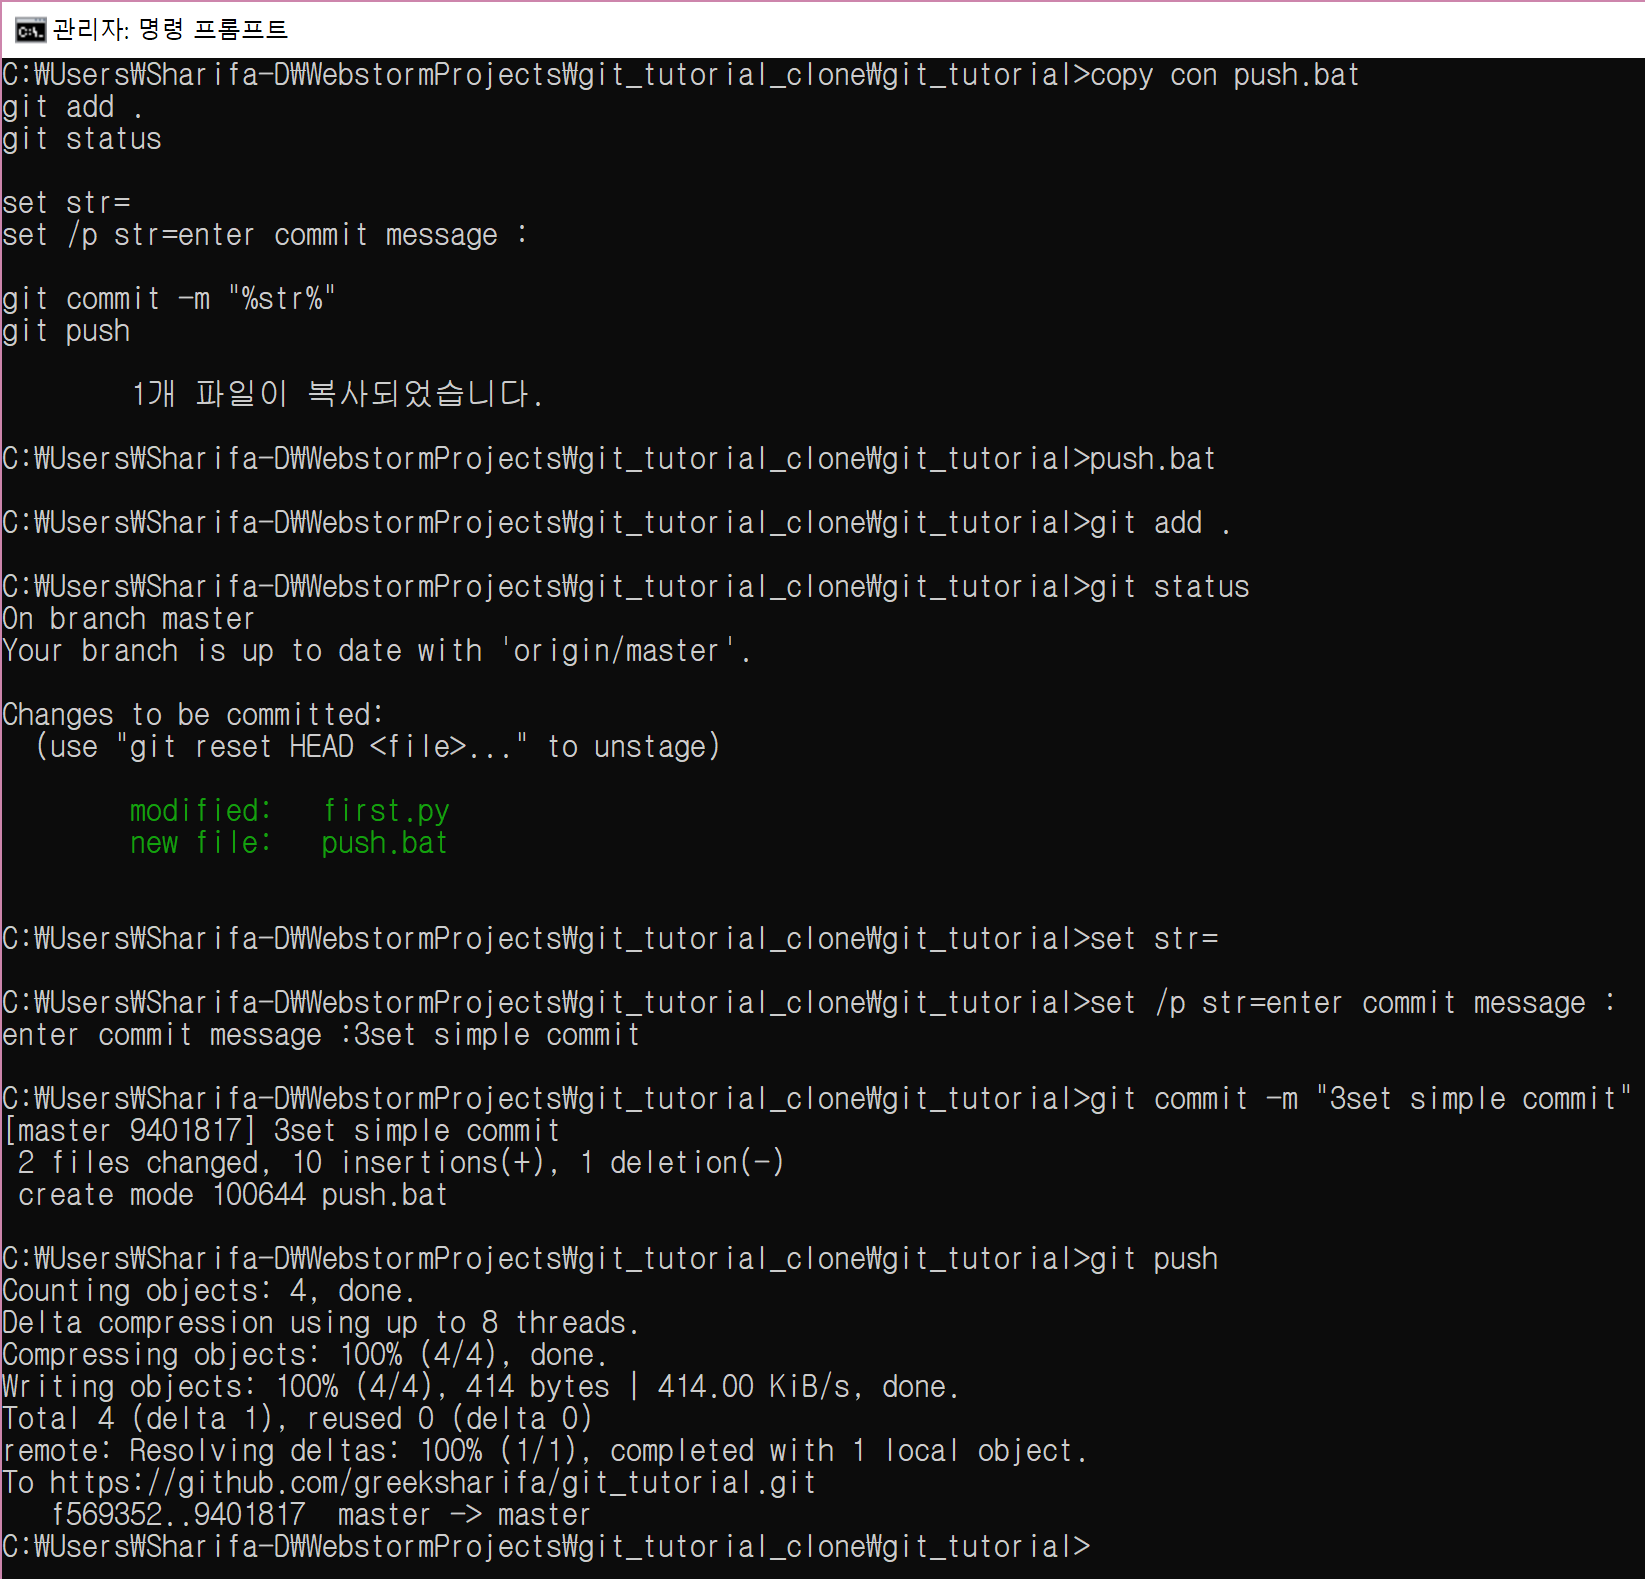 관리자: 명령 프롬프트
C:₩Users₩Sharifa-D₩WebstormProjects₩git_tutorial_clone₩git_tutorial>copy con push.bat
git add .
git status
set str=
set /p str=enter commit message :
git commit -m "%str%"
git push
1개 파일이 복사되었습니다.
C:₩Users₩Sharifa-D₩WebstormProjects₩git_tutorial_clone₩git_tutorial>push.bat
C:₩Users₩Sharifa-D₩WebstormProjects₩git_tutorial_clone₩git_tutorial>git add .
C:₩Users₩Sharifa-D₩WebstormProjects₩git_tutorial_clone₩git_tutorial>git status
On branch master
Your branch is up to date with 'origin/master'.
Changes to be committed:
(use "git reset HEAD <file>..." to unstage)
modified:   first.py
new file:   push.bat
C:₩Users₩Sharifa-D₩WebstormProjects₩git_tutorial_clone₩git_tutorial>set str=
C:₩Users₩Sharifa-D₩WebstormProjects₩git_tutorial_clone₩git_tutorial>set /p str=enter commit message :
enter commit message :3set simple commit
C:₩Users₩Sharifa-D₩WebstormProjects₩git_tutorial_clone₩git_tutorial>git commit -m "3set simple commit"
[master 9401817] 3set simple commit
2 files changed, 10 insertions(+), 1 deletion(-)
create mode 100644 push.bat
C:₩Users₩Sharifa-D₩WebstormProjects₩git_tutorial_clone₩git_tutorial>git push
Counting objects: 4, done.
Delta compression using up to 8 threads.
Compressing objects: 100% (4/4), done.
Writing objects: 100% (4/4), 414 bytes | 414.00 KiB/s, done.
Total 4 (delta 1), reused 0 (delta 0)
remote: Resolving deltas: 100% (1/1), completed with 1 local object.
To https://github.com/greeksharifa/git_tutorial.git
f569352..9401817  master -> master
C:₩Users₩Sharifa-D₩WebstormProjects₩git_tutorial_clone₩git_tutorial>